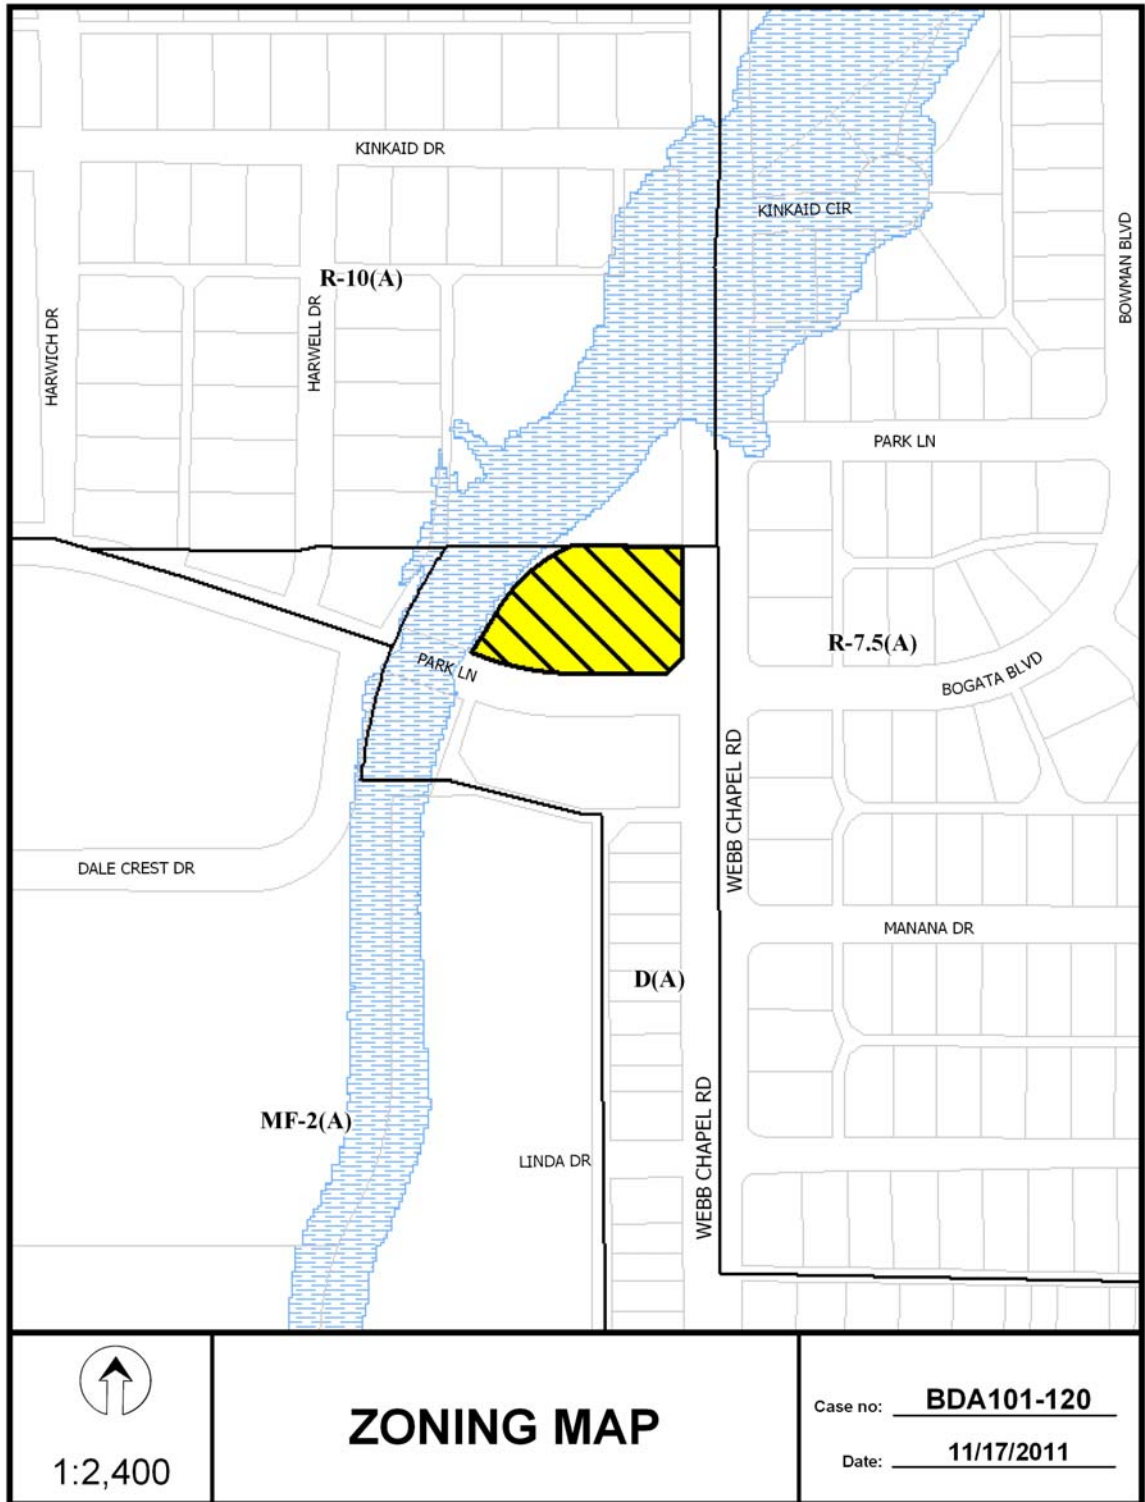 KINKAID DR
KINKAID CIR
BOWMAN BLVD
R-10(A)
HARWICH DR
HARWELL DR
PARK LN
R-7.5(A)
PARK LN
BOGATA BLVD
WEBB CHAPEL RD
DALE CREST DR
MANANA DR
D(A)
MF-2(A)
LINDA DR
WEBB CHAPEL RD
1:2,400
ZONING MAP
Case no: BDA101-120
Date: 11/17/2011